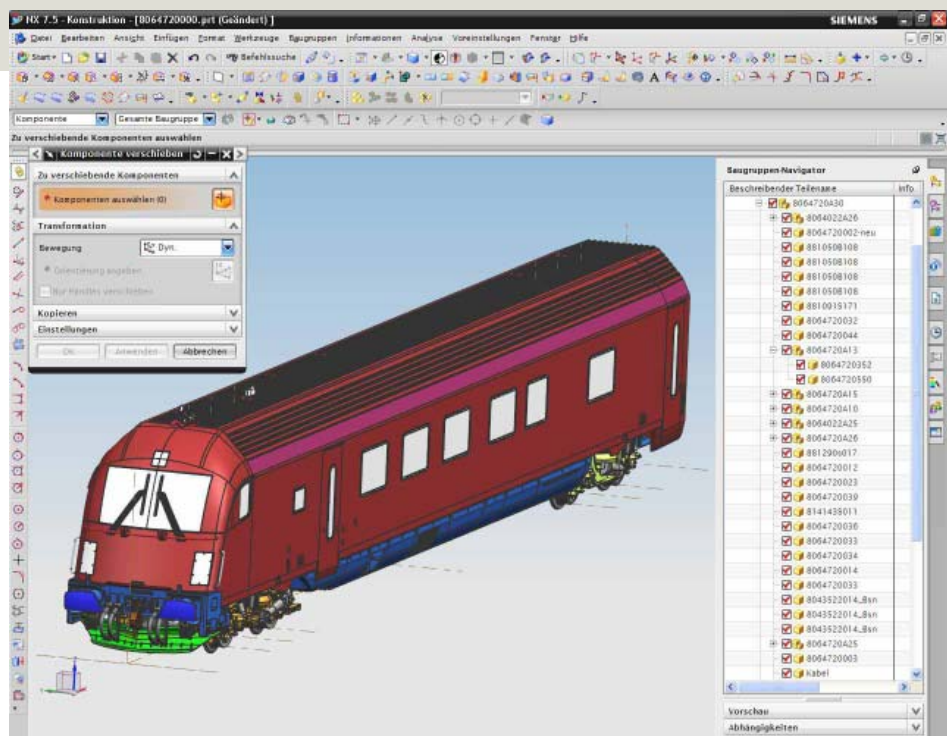 NX 7.5 - Konstruktion - [8064720000.prt (Geändert) ]
SIEMENS
Datei Bearbeiten Ansicht Einfügen Format Werkzeuge Baugruppen Informationen Analyse Voreinstellungen Fenster Hilfe
Start
Befehlssuche
Komponente
Gesamte Baugruppe
Zu verschiebende Komponenten auswählen
Komponente verschieben
Zu verschiebende Komponenten
* Komponenten auswählen (0)
Transformation
Bewegung
Dyn.
* Orientierung angeben
Nur Handles verschieben
Kopieren
Einstellungen
OK
Anwenden
Abbrechen
Baugruppen-Navigator
Beschreibender Teilename
Info
8064720A30
8064022A26
8064720002-neu
8810508108
8810508108
8810508108
8810508108
8810935171
8064720032
8064720044
8064720A13
8064720352
8064720550
8064720A15
8064720A10
8064022A25
8064720A26
8064720012
8064720023
8064720039
8141438011
8064720036
8064720033
8064720034
8064720014
8064720033
8043522014_Bsn
8043522014_Bsn
8043522014_Bsn
8064720A25
8064720003
kabel
Vorschau
Abhängigkeiten